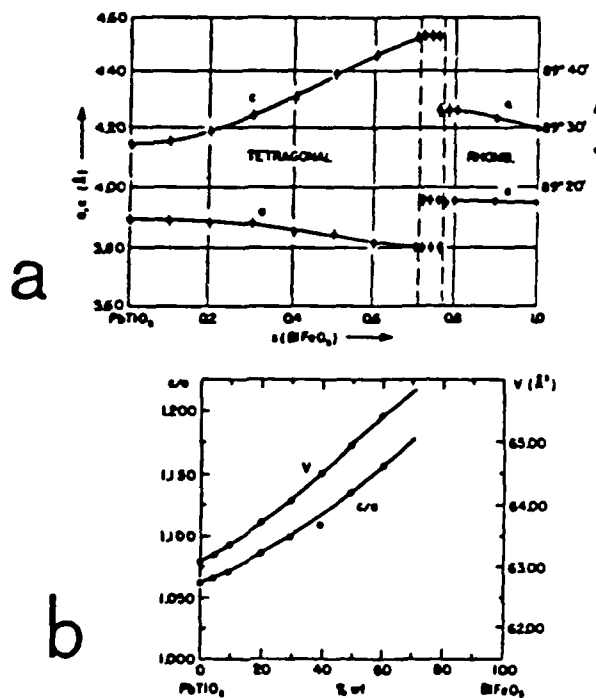 a
a, c (Å)
4.60
4.40
4.20
4.00
3.80
3.60
c
a
TETRAGONAL
RHOMB.
a
89° 40'
89° 30'
89° 20'
PbTiO₃ 0.2 0.4 0.6 0.8 1.0
x (BiFeO₃)
b
c/a
V (Å³)
1.200
1,150
1,100
1.050
1.000
V
c/a
65.00
64.00
63.00
62.00
0 20 40 60 80 100
PbTiO₃ % wt BiFeO₃